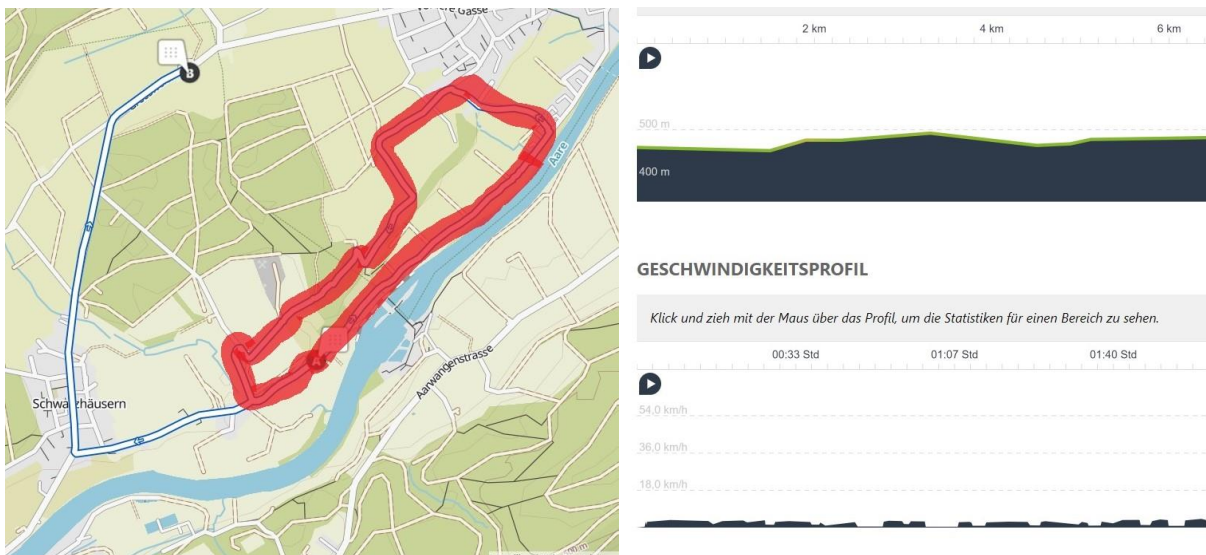 Gasse
B
Aare
A
Aarwangenstrasse
Schwarzhäusern
2 km 4 km 6 km
500 m
400 m
GESCHWINDIGKEITSPROFIL
Klick und zieh mit der Maus über das Profil, um die Statistiken für einen Bereich zu sehen.
00:33 Std 01:07 Std 01:40 Std
54.0 km/h
36.0 km/h
18.0 km/h